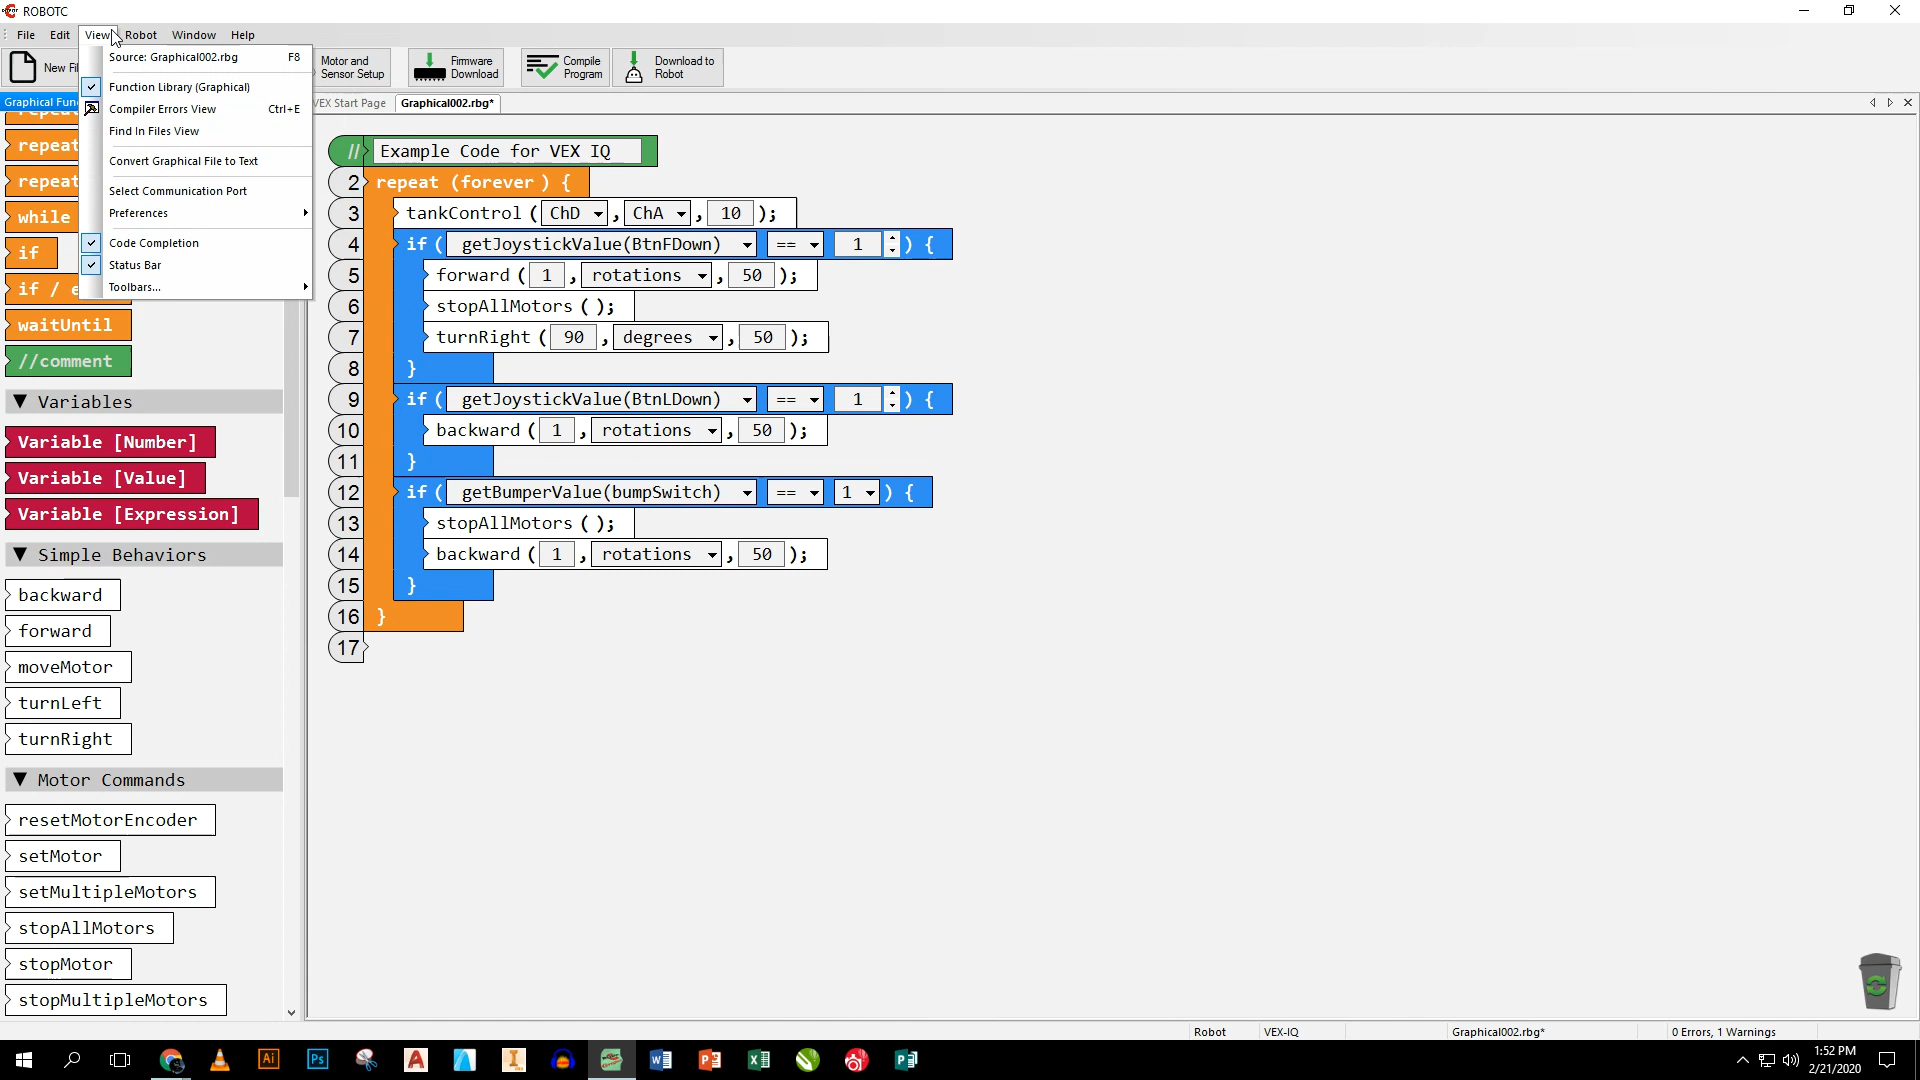 ROBOTC
File Edit View Robot Window Help
New Fil
Motor and
Sensor Setup
Firmware
Download
Compile
Program
Download to
Robot
Source: Graphical002.rbg F8
Function Library (Graphical)
Compiler Errors View Ctrl+E
Find In Files View
Convert Graphical File to Text
Select Communication Port
Preferences
Code Completion
Status Bar
Toolbars...
Graphical Fun
VEX Start Page Graphical002.rbg*
repeat
repeat
repeat
while
if
if / e
waitUntil
//comment
Variables
Variable [Number]
Variable [Value]
Variable [Expression]
Simple Behaviors
backward
forward
moveMotor
turnLeft
turnRight
Motor Commands
resetMotorEncoder
setMotor
setMultipleMotors
stopAllMotors
stopMotor
stopMultipleMotors
// Example Code for VEX IQ
2 repeat (forever ) {
3 tankControl ( ChD , ChA , 10 );
4 if ( getJoystickValue(BtnFDown) == 1 ) {
5 forward ( 1 , rotations , 50 );
6 stopAllMotors ( );
7 turnRight ( 90 , degrees , 50 );
8 }
9 if ( getJoystickValue(BtnLDown) == 1 ) {
10 backward ( 1 , rotations , 50 );
11 }
12 if ( getBumperValue(bumpSwitch) == 1 ) {
13 stopAllMotors ( );
14 backward ( 1 , rotations , 50 );
15 }
16 }
17
Robot VEX-IQ Graphical002.rbg* 0 Errors, 1 Warnings
1:52 PM
2/21/2020